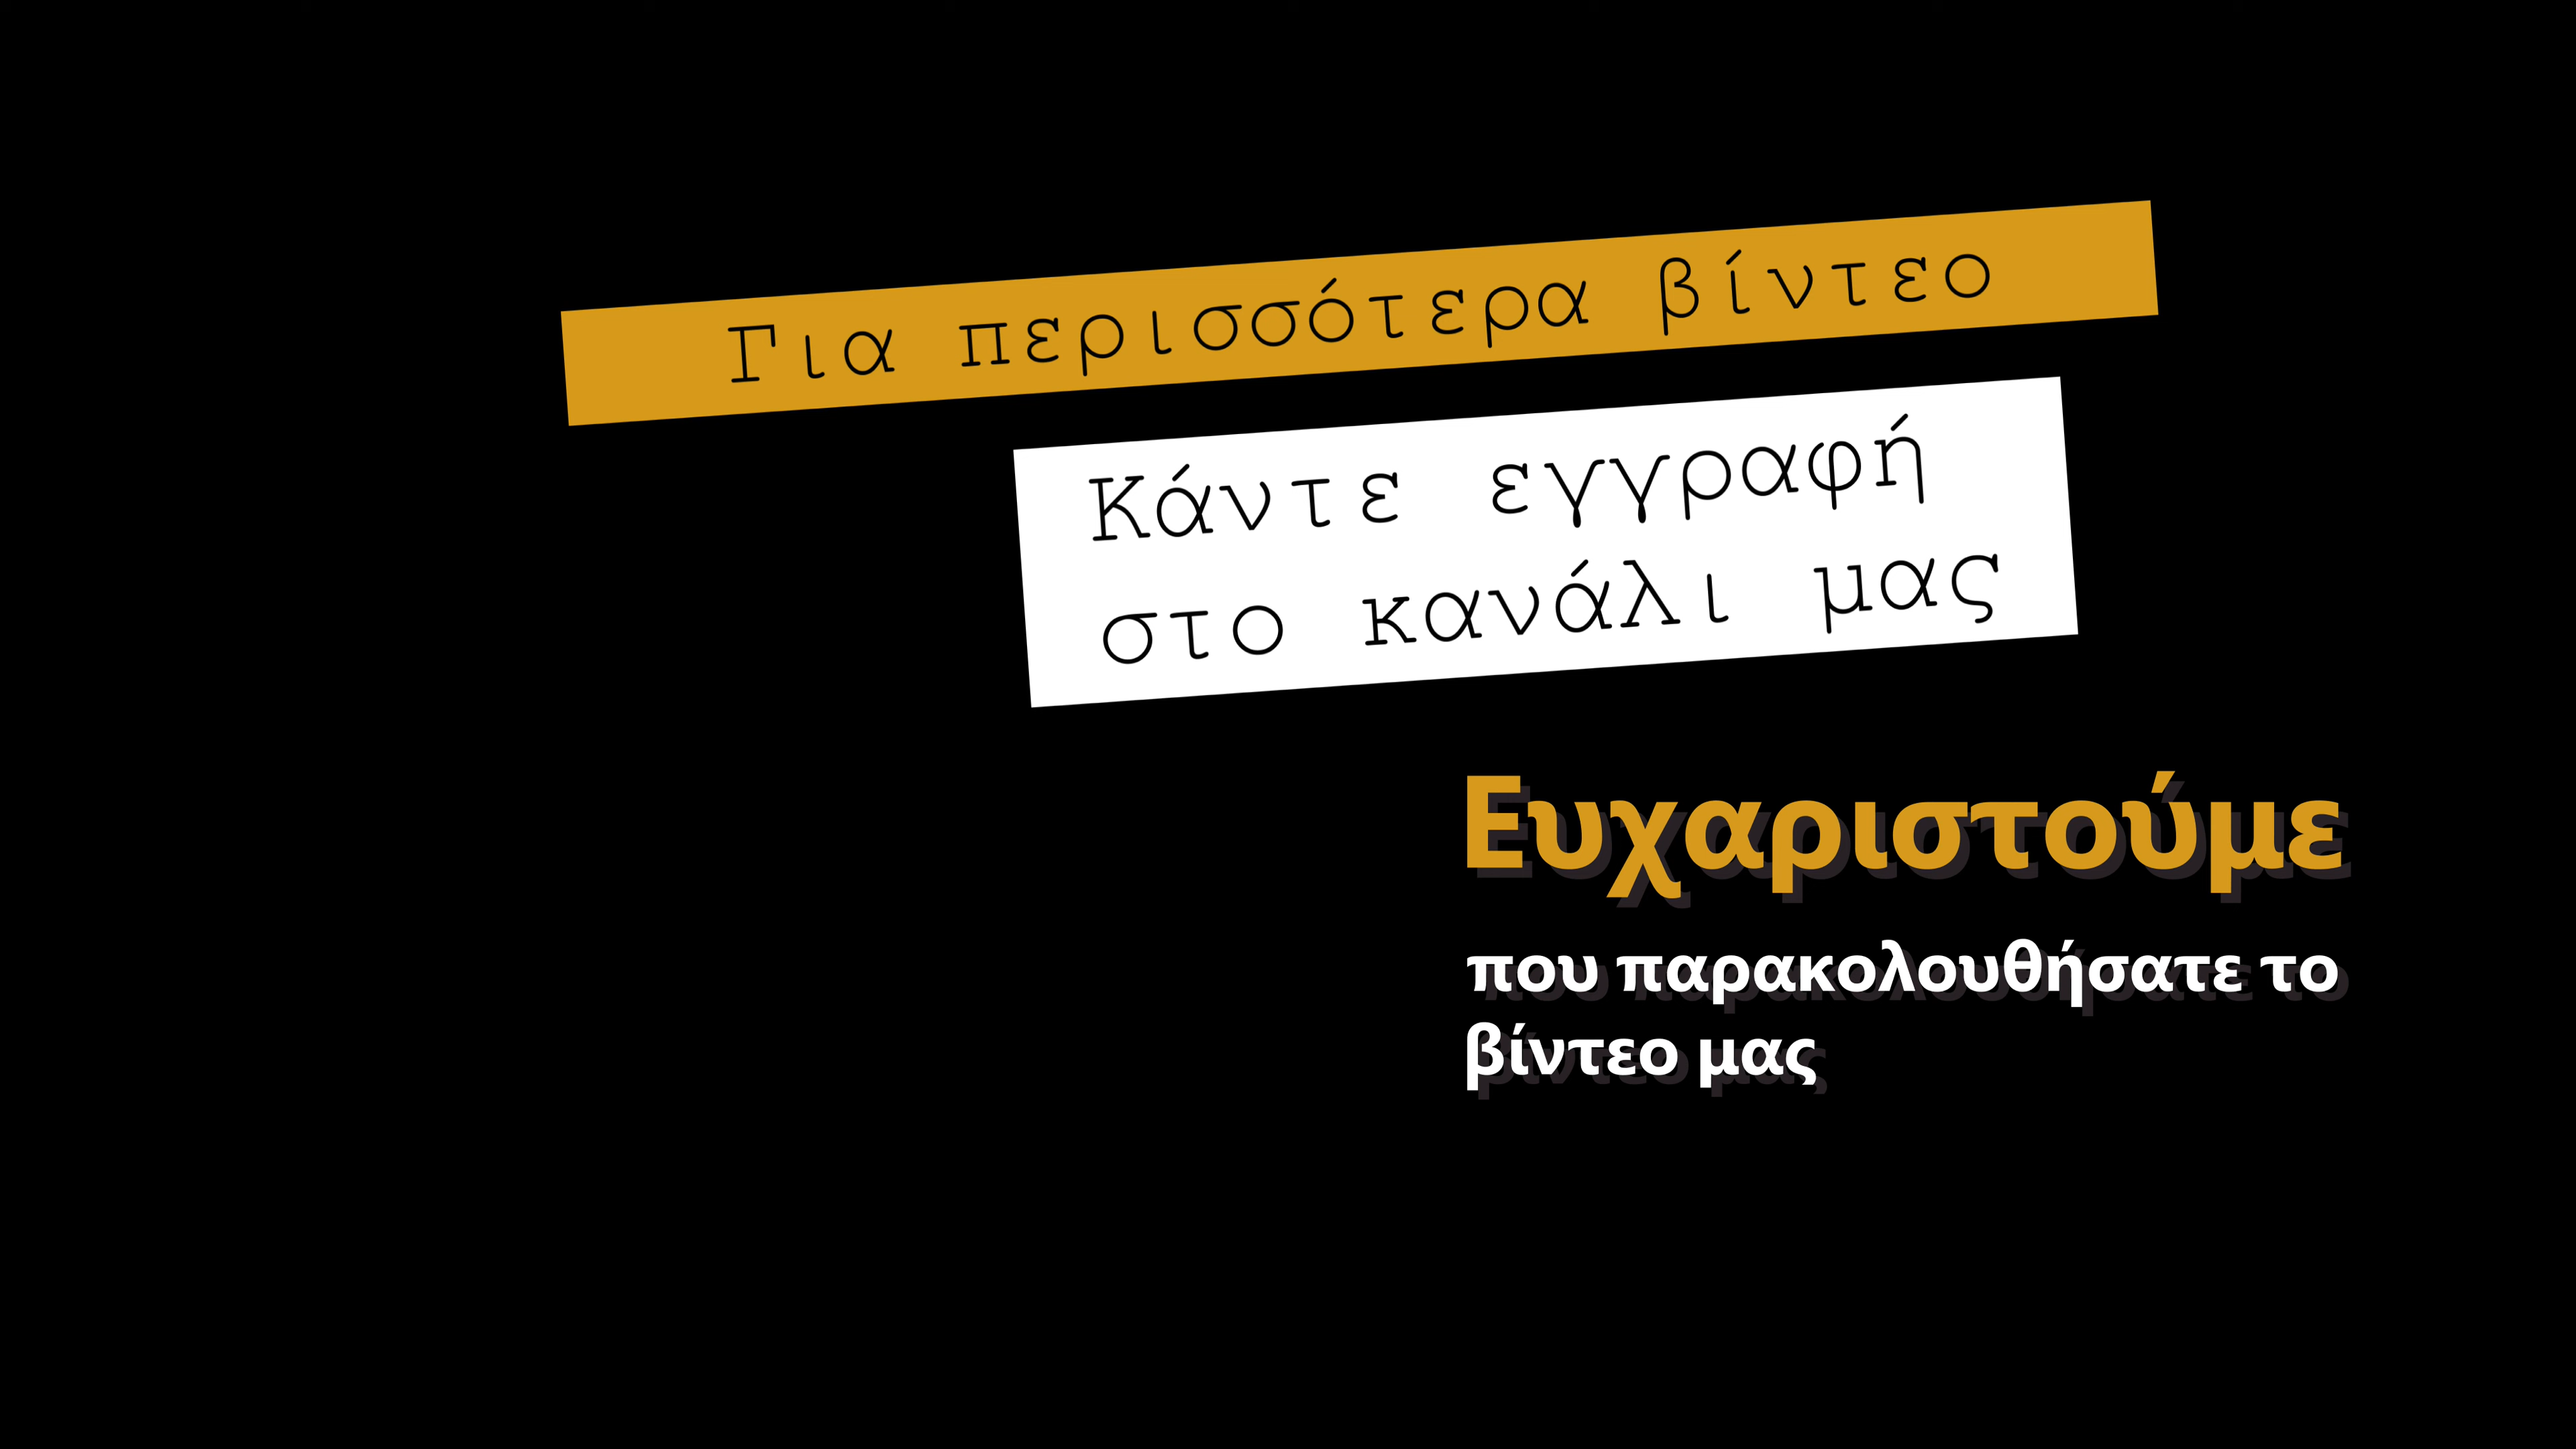 Για περισσότερα βίντεο
Κάντε εγγραφή
στο κανάλι μας
Ευχαριστούμε
που παρακολουθήσατε το
βίντεο μας